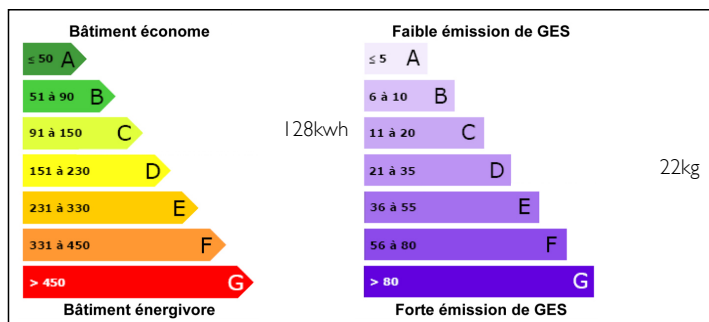 Bâtiment économe
≤ 50 A
51 à 90 B
91 à 150 C
128kwh
151 à 230 D
231 à 330 E
331 à 450 F
> 450 G
Bâtiment énergivore
Faible émission de GES
≤ 5 A
6 à 10 B
11 à 20 C
21 à 35 D
22kg
36 à 55 E
56 à 80 F
> 80 G
Forte émission de GES